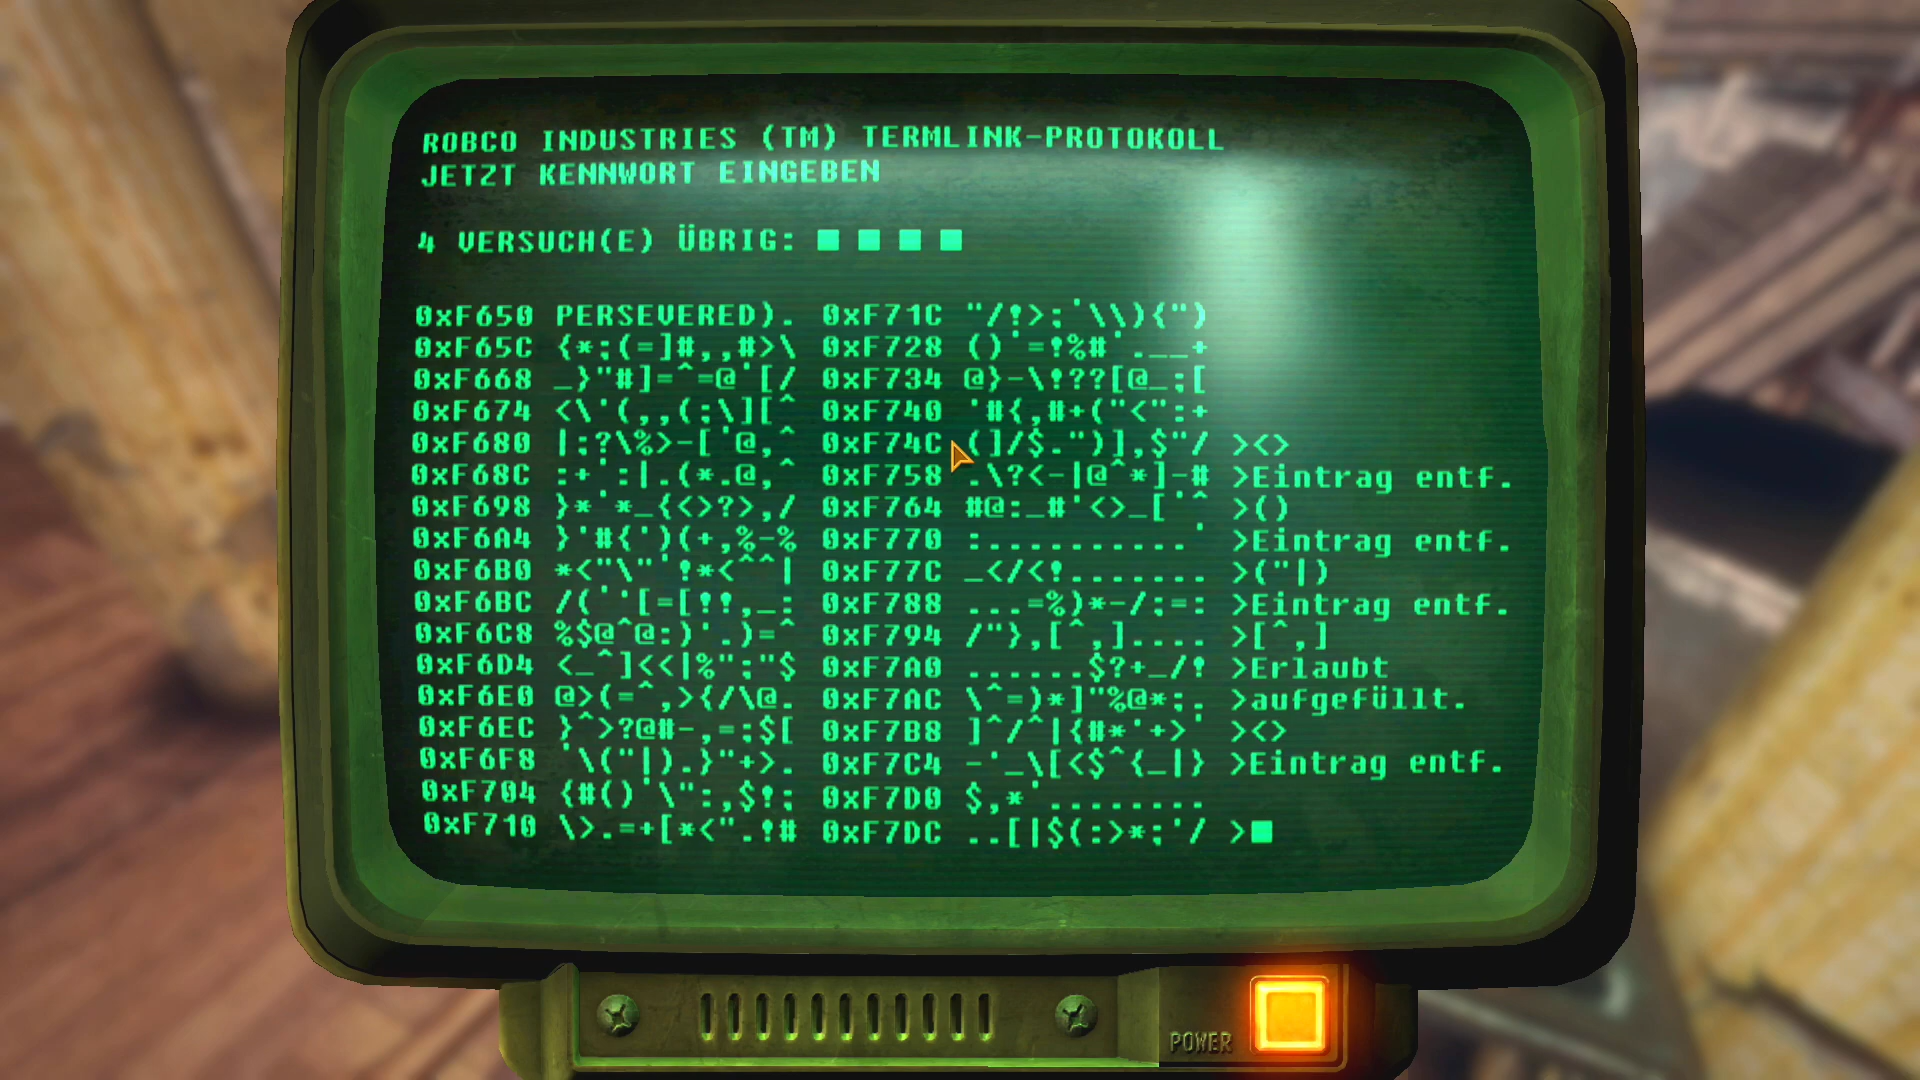 ROBCO INDUSTRIES (TM) TERMLINK-PROTOKOLL
JETZT KENNWORT EINGEBEN
4 VERSUCH(E) ÜBRIG: ■ ■ ■ ■
0xF650 PERSEVERED). 0xF71C "/!>;'\\){")
0xF65C {*;(=]#,,#>\ 0xF728 ()'=!%#'.__+
0xF668 _}"#]=^=@'[/ 0xF734 @}-\!??[@_;[
0xF674 <\'(,,(;\][^ 0xF740 '#{,#+("<":+
0xF680 |;?\%>-['@,^ 0xF74C (]/$.")],$"/ ><>
0xF68C :+':|.(*.@,^ 0xF758 .\?<-|@^*]-# >Eintrag entf.
0xF698 }*'*_{<>?>,/ 0xF764 #@:_#'<>_['^ >()
0xF6A4 }'#{')(+,%-% 0xF770 :..........' >Eintrag entf.
0xF6B0 *<"\"'!*<^^| 0xF77C _</<!....... >("|)
0xF6BC /(''[=[!!,_: 0xF788 ...=%)*-/;=: >Eintrag entf.
0xF6C8 %$@^@:)'.)=^ 0xF794 /"},[^,].... >[^,]
0xF6D4 <_^]<<|%";"$ 0xF7A0 ......$?+_/! >Erlaubt
0xF6E0 @>(=^,>{/\@. 0xF7AC \^=)*]"%@*;. >aufgefüllt.
0xF6EC }^>?@#-,=;$[ 0xF7B8 ]^/^|{#*'+>' ><>
0xF6F8 '\("|).}"+>. 0xF7C4 -'_\[<$^{_|} >Eintrag entf.
0xF704 {#()'\":,$!; 0xF7D0 $,*'........
0xF710 \>.=+[*<".!# 0xF7DC ..[|$(:>*;'/ >■
POWER